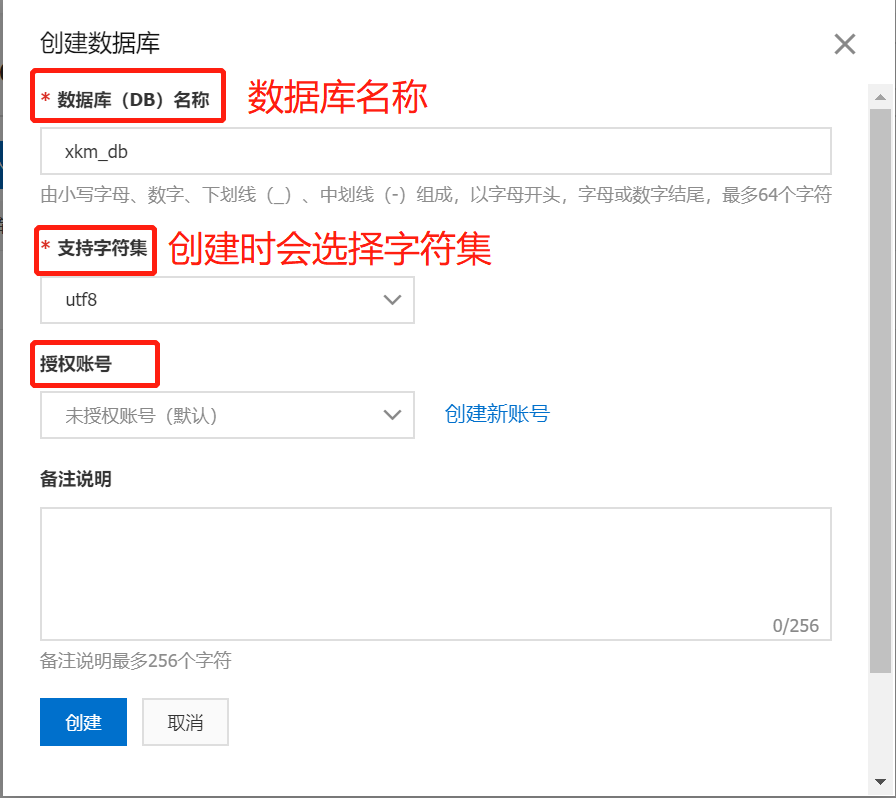 创建数据库
* 数据库（DB）名称 数据库名称
xkm_db
由小写字母、数字、下划线（_）、中划线（-）组成，以字母开头，字母或数字结尾，最多64个字符
* 支持字符集 创建时会选择字符集
utf8
授权账号
未授权账号（默认） 创建新账号
备注说明
0/256
备注说明最多256个字符
创建 取消